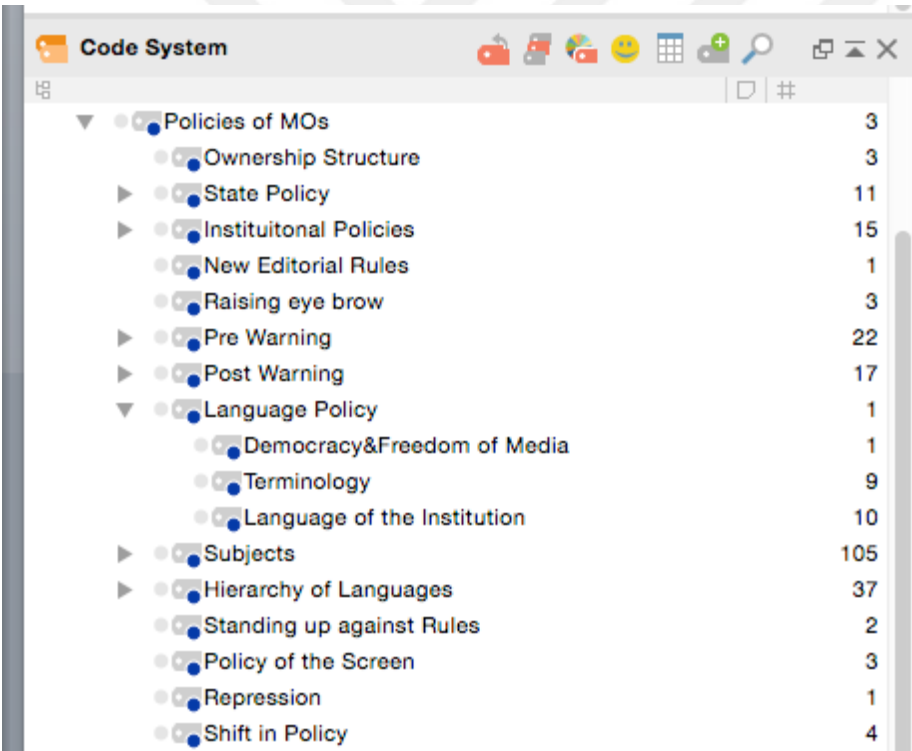 Code System
#
Policies of MOs 3
Ownership Structure 3
State Policy 11
Instituitonal Policies 15
New Editorial Rules 1
Raising eye brow 3
Pre Warning 22
Post Warning 17
Language Policy 1
Democracy&Freedom of Media 1
Terminology 9
Language of the Institution 10
Subjects 105
Hierarchy of Languages 37
Standing up against Rules 2
Policy of the Screen 3
Repression 1
Shift in Policy 4